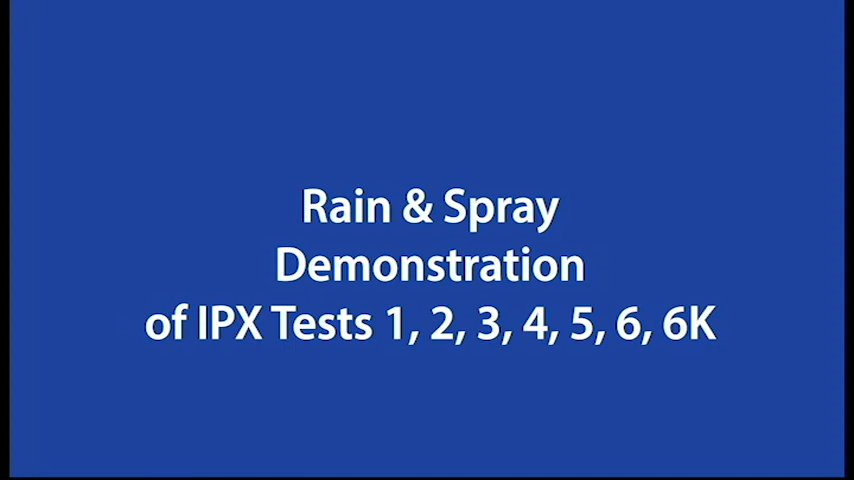 Rain & Spray
Demonstration
of IPX Tests 1, 2, 3, 4, 5, 6, 6K